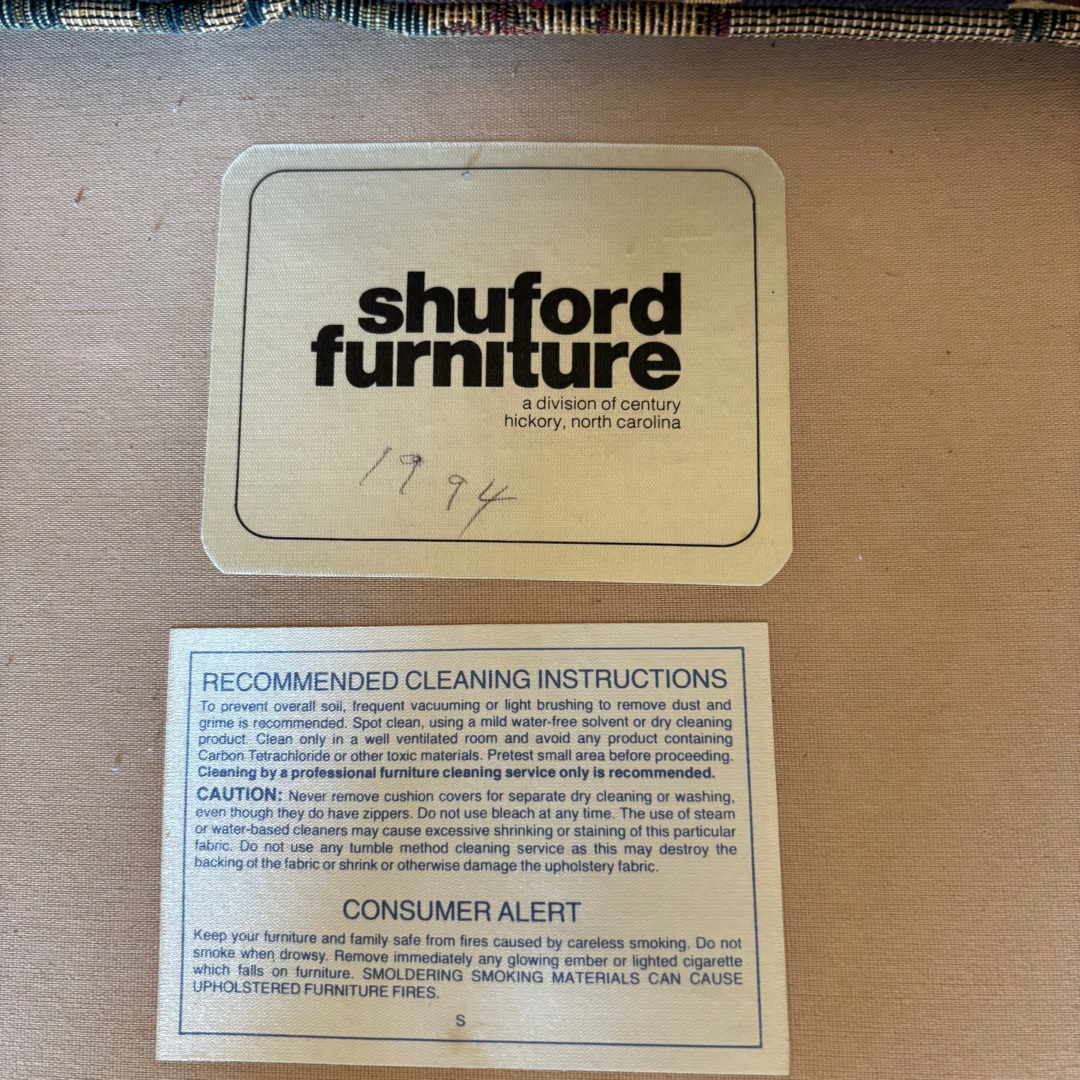 shuford
furniture
a division of century
hickory, north carolina
1994
RECOMMENDED CLEANING INSTRUCTIONS
To prevent overall soil, frequent vacuuming or light brushing to remove dust and
grime is recommended. Spot clean, using a mild water-free solvent or dry cleaning
product. Clean only in a well ventilated room and avoid any product containing
Carbon Tetrachloride or other toxic materials. Pretest small area before proceeding.
Cleaning by a professional furniture cleaning service only is recommended.
CAUTION: Never remove cushion covers for separate dry cleaning or washing,
even though they do have zippers. Do not use bleach at any time. The use of steam
or water-based cleaners may cause excessive shrinking or staining of this particular
fabric. Do not use any tumble method cleaning service as this may destroy the
backing of the fabric or shrink or otherwise damage the upholstery fabric.
CONSUMER ALERT
Keep your furniture and family safe from fires caused by careless smoking. Do not
smoke when drowsy. Remove immediately any glowing ember or lighted cigarette
which falls on furniture. SMOLDERING SMOKING MATERIALS CAN CAUSE
UPHOLSTERED FURNITURE FIRES.
S